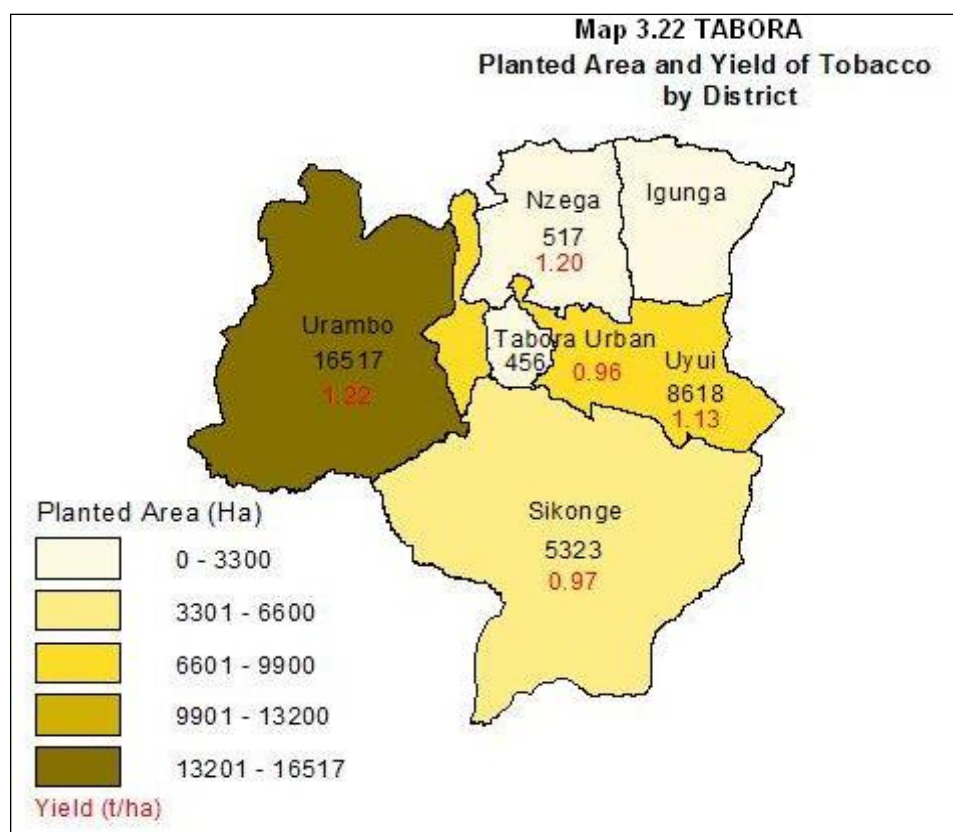 Map 3.22 TABORA
Planted Area and Yield of Tobacco
by District
Nzega
517
1.20
Igunga
Urambo
16517
1.22
Tabora Urban
456
0.96
Uyui
8618
1.13
Sikonge
5323
0.97
Planted Area (Ha)
0 - 3300
3301 - 6600
6601 - 9900
9901 - 13200
13201 - 16517
Yield (t/ha)